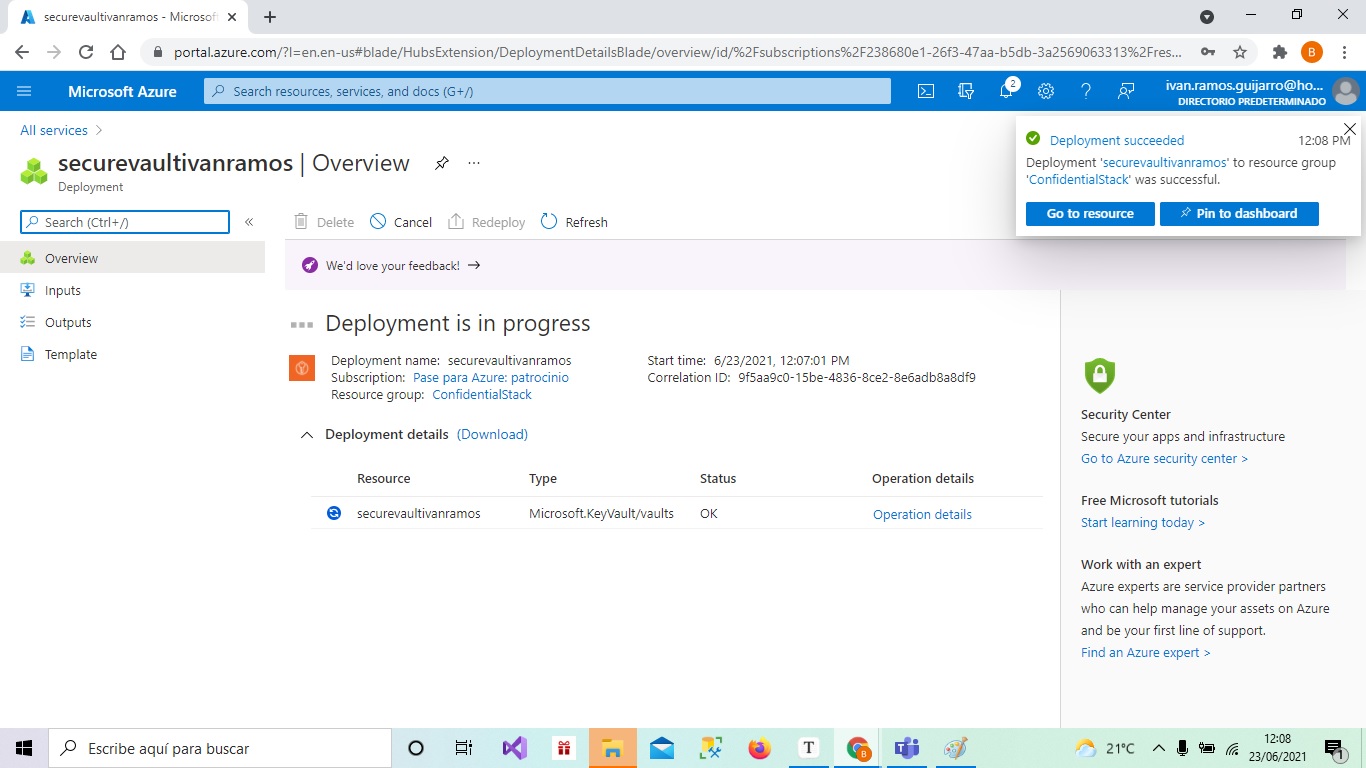 securevaultivanramos - Microsoft
portal.azure.com/?l=en.en-us#blade/HubsExtension/DeploymentDetailsBlade/overview/id/%2Fsubscriptions%2F238680e1-26f3-47aa-b5db-3a2569063313%2Fres...
B
Microsoft Azure
Search resources, services, and docs (G+/)
2
ivan.ramos.guijarro@ho...
DIRECTORIO PREDETERMINADO
All services
securevaultivanramos | Overview
...
Deployment
Deployment succeeded
12:08 PM
Deployment 'securevaultivanramos' to resource group
'ConfidentialStack' was successful.
Go to resource
Pin to dashboard
Search (Ctrl+/)
«
Delete
Cancel
Redeploy
Refresh
Overview
Inputs
Outputs
Template
We'd love your feedback! →
Deployment is in progress
Deployment name: securevaultivanramos
Subscription: Pase para Azure: patrocinio
Resource group: ConfidentialStack
Start time: 6/23/2021, 12:07:01 PM
Correlation ID: 9f5aa9c0-15be-4836-8ce2-8e6adb8a8df9
Deployment details (Download)
Resource Type Status Operation details
securevaultivanramos Microsoft.KeyVault/vaults OK Operation details
Security Center
Secure your apps and infrastructure
Go to Azure security center >
Free Microsoft tutorials
Start learning today >
Work with an expert
Azure experts are service provider partners
who can help manage your assets on Azure
and be your first line of support.
Find an Azure expert >
Escribe aquí para buscar
T
B
21°C
12:08
23/06/2021
1